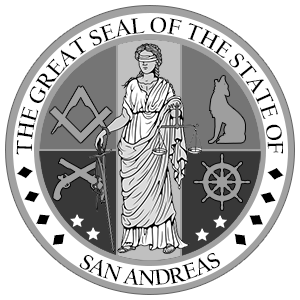 THE GREAT SEAL OF THE STATE OF
SAN ANDREAS